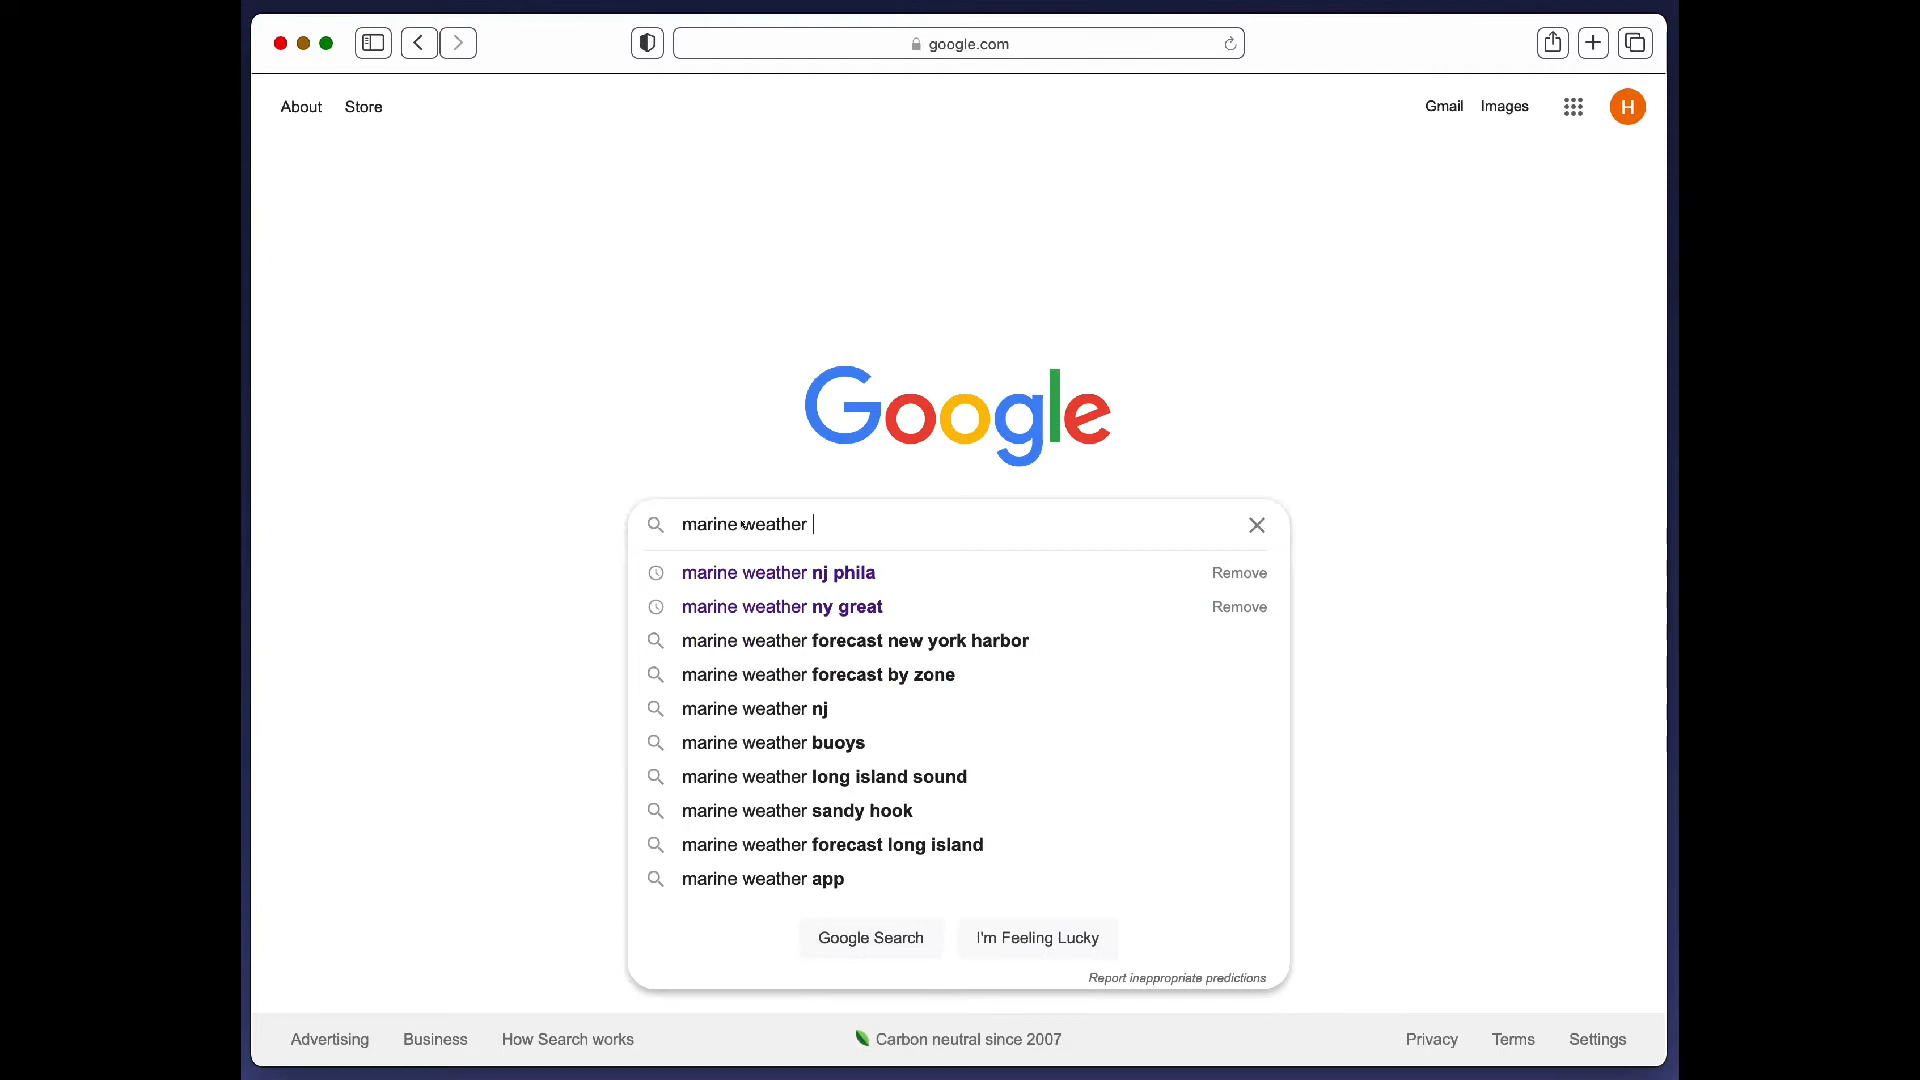 google.com
About Store
Gmail Images
H
Google
marine weather
marine weather nj phila Remove
marine weather ny great Remove
marine weather forecast new york harbor
marine weather forecast by zone
marine weather nj
marine weather buoys
marine weather long island sound
marine weather sandy hook
marine weather forecast long island
marine weather app
Google Search I'm Feeling Lucky
Report inappropriate predictions
Advertising Business How Search works Carbon neutral since 2007 Privacy Terms Settings